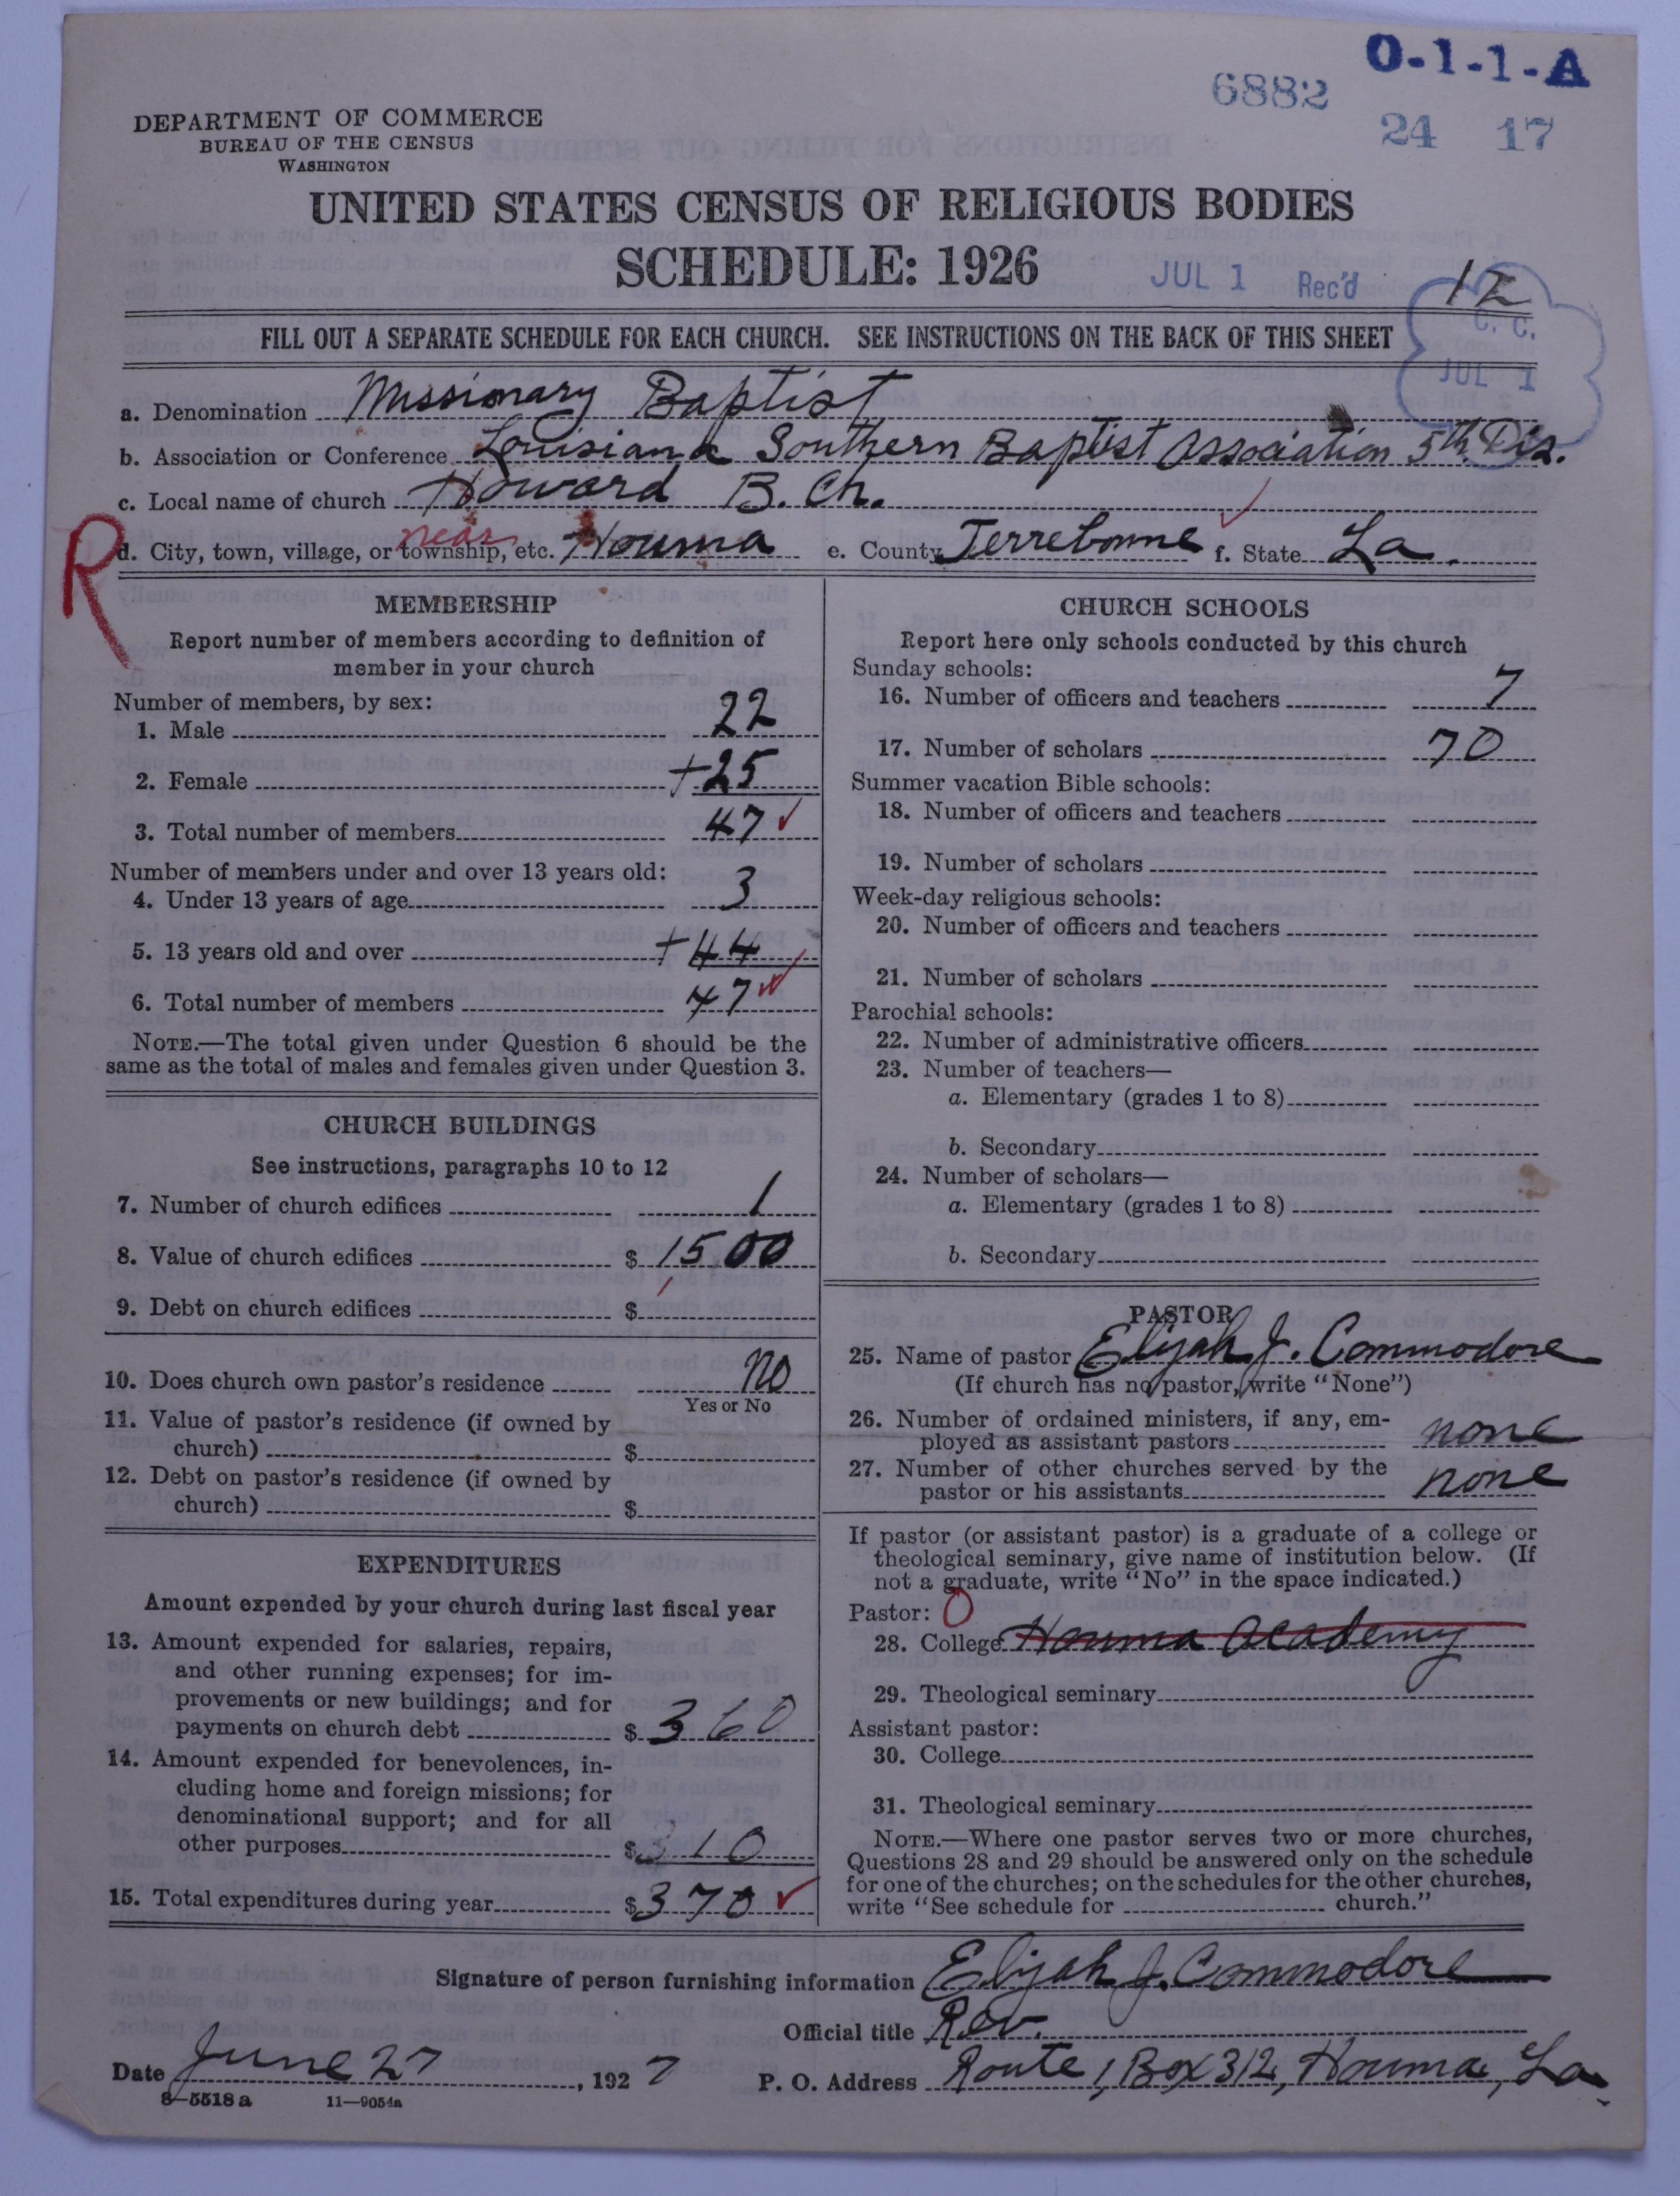 O-1-1-A
6882
24 17
DEPARTMENT OF COMMERCE
BUREAU OF THE CENSUS
WASHINGTON
UNITED STATES CENSUS OF RELIGIOUS BODIES
SCHEDULE: 1926
JUL 1 Rec'd
12
C. C.
JUL 1
FILL OUT A SEPARATE SCHEDULE FOR EACH CHURCH. SEE INSTRUCTIONS ON THE BACK OF THIS SHEET
a. Denomination Missionary Baptist
b. Association or Conference Louisiana Southern Baptist Association 5th. Dis.
c. Local name of church Howard B. Ch.
R
d. City, town, village, or township, etc. near Houma e. County Terrebonne f. State La.
MEMBERSHIP
Report number of members according to definition of
member in your church
Number of members, by sex:
1. Male 22
2. Female +25
3. Total number of members 47
Number of members under and over 13 years old:
4. Under 13 years of age 3
5. 13 years old and over +44
6. Total number of members 47
NOTE.—The total given under Question 6 should be the
same as the total of males and females given under Question 3.
CHURCH BUILDINGS
See instructions, paragraphs 10 to 12
7. Number of church edifices 1
8. Value of church edifices $ 1500
9. Debt on church edifices $
10. Does church own pastor's residence no
Yes or No
11. Value of pastor's residence (if owned by
church) $
12. Debt on pastor's residence (if owned by
church) $
EXPENDITURES
Amount expended by your church during last fiscal year
13. Amount expended for salaries, repairs,
and other running expenses; for im-
provements or new buildings; and for
payments on church debt $ 360
14. Amount expended for benevolences, in-
cluding home and foreign missions; for
denominational support; and for all
other purposes $ 10
15. Total expenditures during year $ 370
CHURCH SCHOOLS
Report here only schools conducted by this church
Sunday schools:
16. Number of officers and teachers 7
17. Number of scholars 70
Summer vacation Bible schools:
18. Number of officers and teachers
19. Number of scholars
Week-day religious schools:
20. Number of officers and teachers
21. Number of scholars
Parochial schools:
22. Number of administrative officers
23. Number of teachers—
a. Elementary (grades 1 to 8)
b. Secondary
24. Number of scholars—
a. Elementary (grades 1 to 8)
b. Secondary
PASTOR
25. Name of pastor Elijah J. Commodore
(If church has no pastor, write "None")
26. Number of ordained ministers, if any, em-
ployed as assistant pastors none
27. Number of other churches served by the
pastor or his assistants none
If pastor (or assistant pastor) is a graduate of a college or
theological seminary, give name of institution below. (If
not a graduate, write "No" in the space indicated.)
Pastor: O
28. College Houma Academy
29. Theological seminary
Assistant pastor:
30. College
31. Theological seminary
NOTE.—Where one pastor serves two or more churches,
Questions 28 and 29 should be answered only on the schedule
for one of the churches; on the schedules for the other churches,
write "See schedule for church."
Signature of person furnishing information Elijah J. Commodore
Official title Rev.
Date June 27, 1927 P. O. Address Route 1, Box 312, Houma, La.
8—5518a 11—9054a